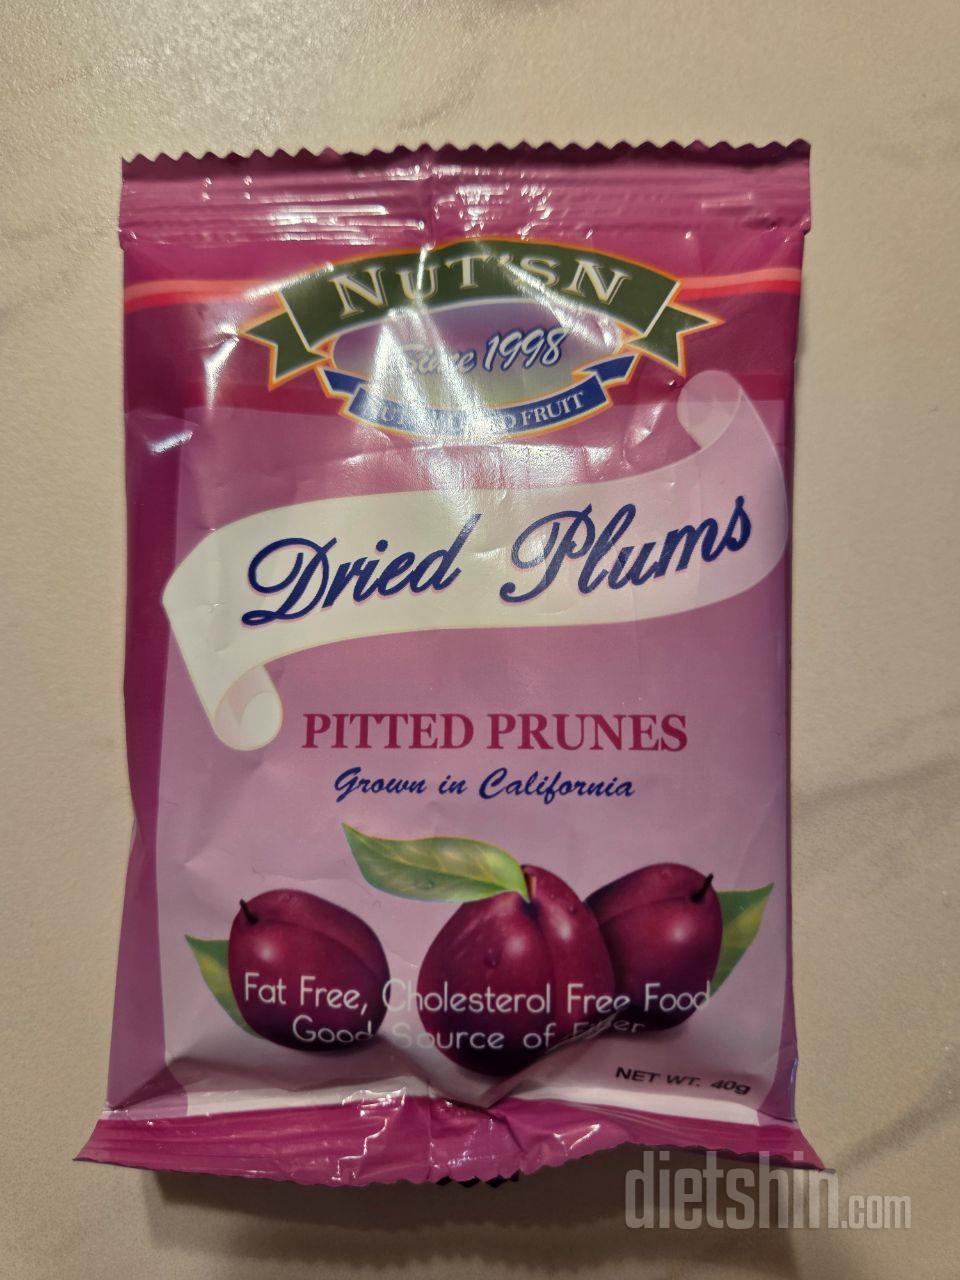 NUT'SN
Since 1998
FRUIT
Dried Plums
PITTED PRUNES
Grown in California
Fat Free, Cholesterol Free Food
Good Source of Fiber
NET WT. 40g
dietshin.com